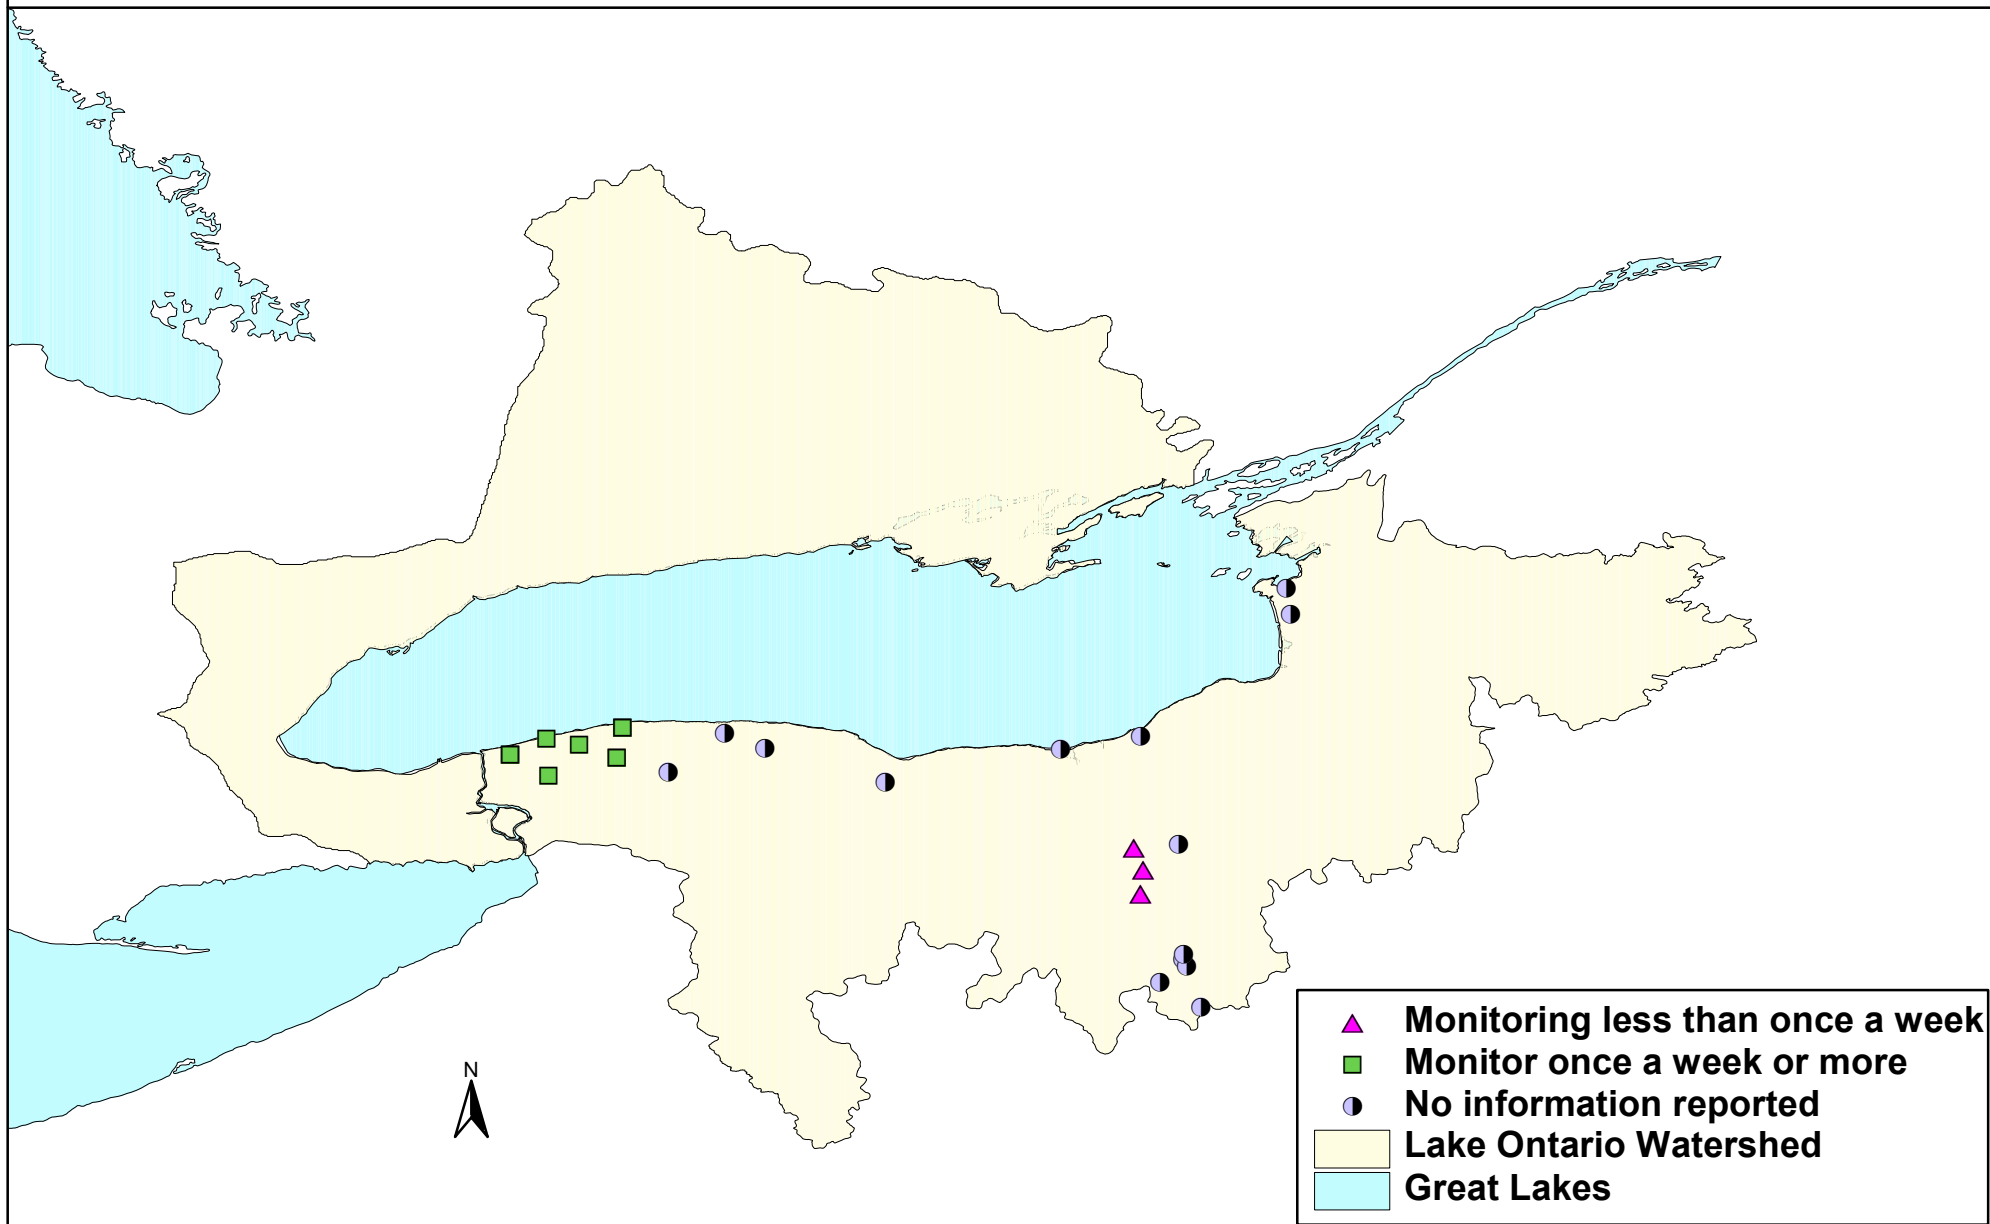 N
Monitoring less than once a week
Monitor once a week or more
No information reported
Lake Ontario Watershed
Great Lakes